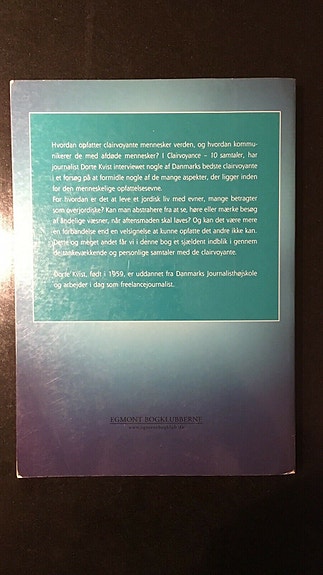 Hvordan opfatter clairvoyante mennesker verden, og hvordan kommu-
nikerer de med afdøde mennesker? I Clairvoyance – 10 samtaler, har
journalist Dorte Kvist interviewet nogle af Danmarks bedste clairvoyante
i et forsøg på at formidle nogle af de mange aspekter, der ligger inden
for den menneskelige opfattelsesevne.
For hvordan er det at leve et jordisk liv med evner, mange betragter
som overjordiske? Kan man abstrahere fra at se, høre eller mærke besøg
af åndelige væsner, når aftensmaden skal laves? Og kan det være mere
en forbandelse end en velsignelse at kunne opfatte det andre ikke kan.
Dette og meget andet får vi i denne bog et sjældent indblik i gennem
de tankevækkende og personlige samtaler med de clairvoyante.
Dorte Kvist, født i 1959, er uddannet fra Danmarks Journalisthøjskole
og arbejder i dag som freelancejournalist.
EGMONT BOGKLUBBERNE